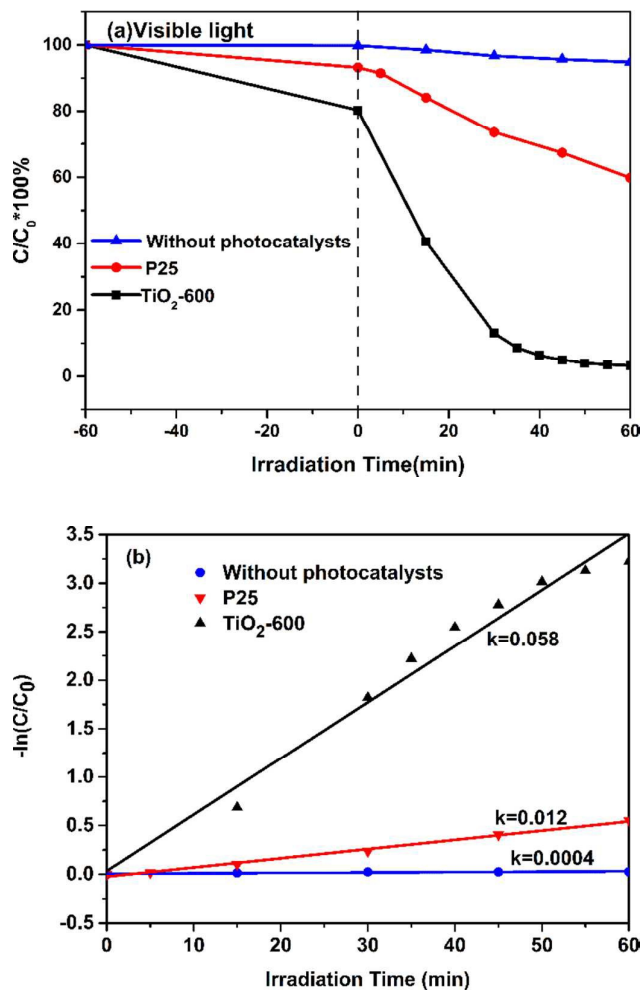 (a)Visible light
100
80
60
40
20
0
C/C₀*100%
Without photocatalysts
P25
TiO₂-600
-60 -40 -20 0 20 40 60
Irradiation Time(min)
(b)
3.5
3.0
2.5
2.0
1.5
1.0
0.5
0.0
-0.5
-ln(C/C₀)
Without photocatalysts
P25
TiO₂-600
k=0.058
k=0.012
k=0.0004
0 10 20 30 40 50 60
Irradiation Time (min)